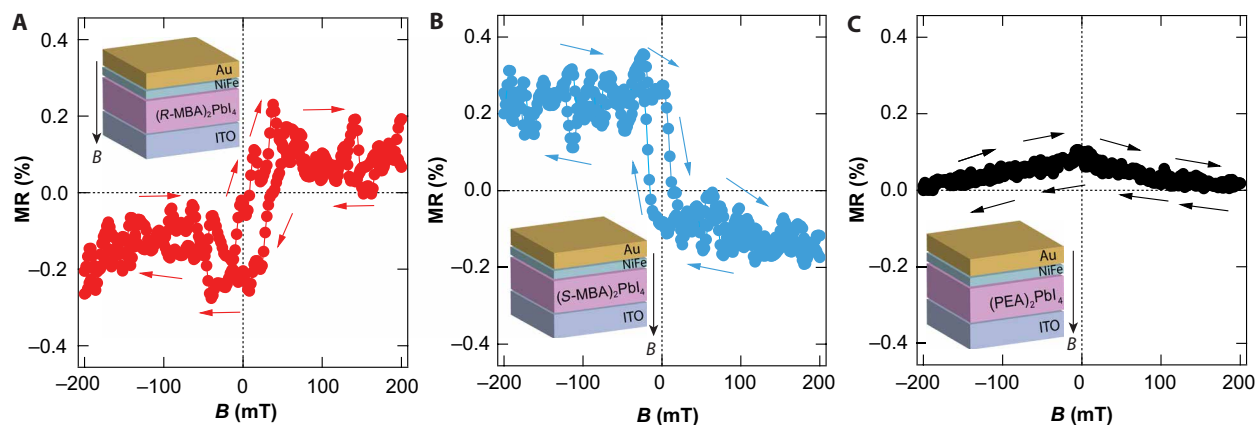 A
MR (%)
0.4
0.2
0.0
–0.2
–0.4
–200
–100
0
100
200
B (mT)
Au
NiFe
(R-MBA)₂PbI₄
ITO
B
B
MR (%)
0.4
0.2
0.0
–0.2
–0.4
–200
–100
0
100
200
B (mT)
Au
NiFe
(S-MBA)₂PbI₄
ITO
B
C
MR (%)
0.4
0.2
0.0
–0.2
–0.4
–200
–100
0
100
200
B (mT)
Au
NiFe
(PEA)₂PbI₄
ITO
B